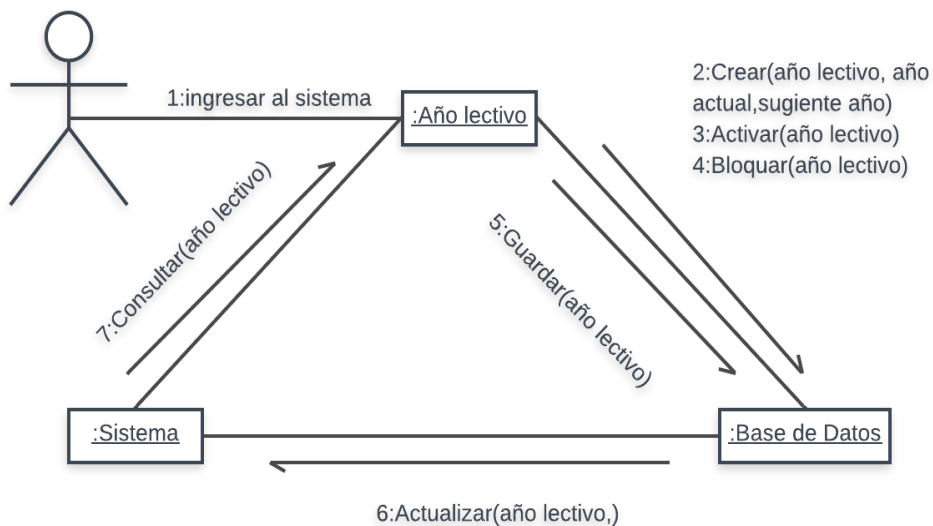 1:ingresar al sistema
:Año lectivo
2:Crear(año lectivo, año
actual,sugiente año)
3:Activar(año lectivo)
4:Bloquar(año lectivo)
7:Consultar(año lectivo)
5:Guardar(año lectivo)
:Sistema
:Base de Datos
6:Actualizar(año lectivo,)